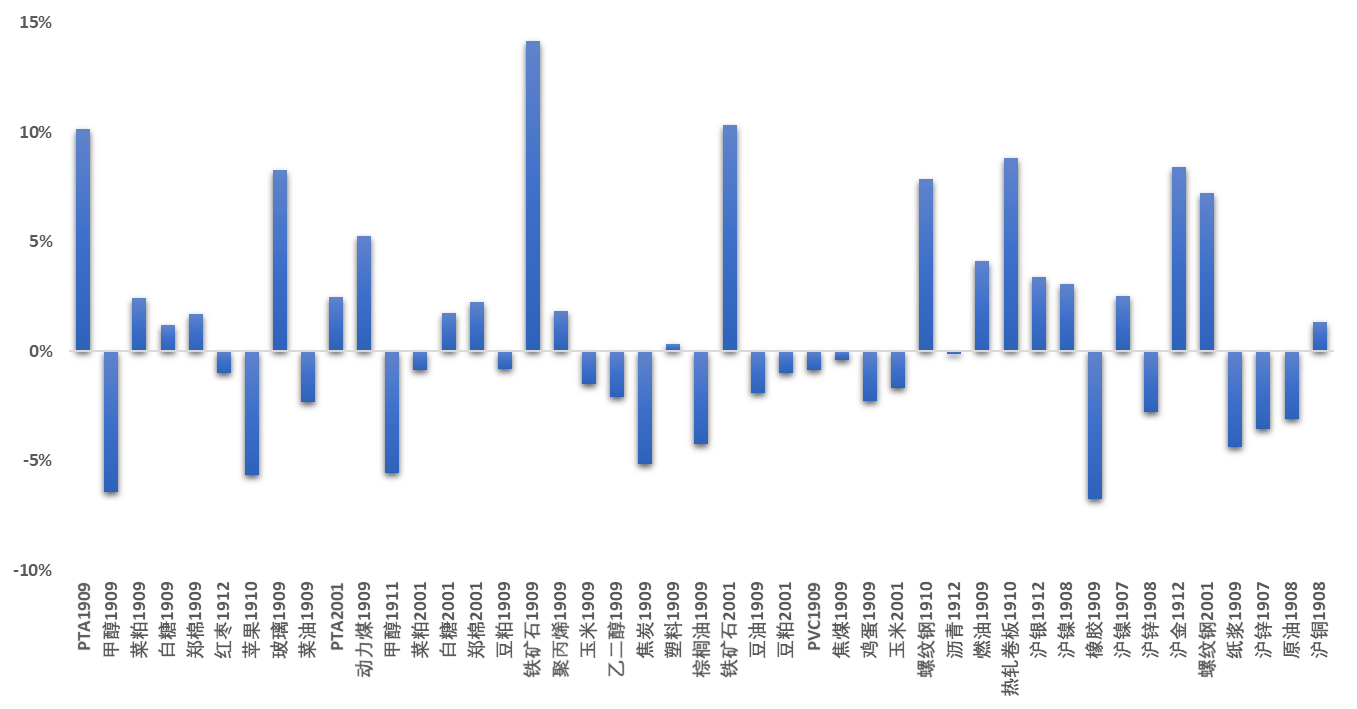 15%
10%
5%
0%
-5%
-10%
PTA1909
甲醇1909
菜粕1909
白糖1909
郑棉1909
红枣1912
苹果1910
玻璃1909
菜油1909
PTA2001
动力煤1909
甲醇1911
菜粕2001
白糖2001
郑棉2001
豆粕1909
铁矿石1909
聚丙烯1909
玉米1909
乙二醇1909
焦炭1909
塑料1909
棕榈油1909
铁矿石2001
豆油1909
豆粕2001
PVC1909
焦煤1909
鸡蛋1909
玉米2001
螺纹钢1910
沥青1912
燃油1909
热轧卷板1910
沪银1912
沪镍1908
橡胶1909
沪镍1907
沪锌1908
沪金1912
螺纹钢2001
纸浆1909
沪锌1907
原油1908
沪铜1908